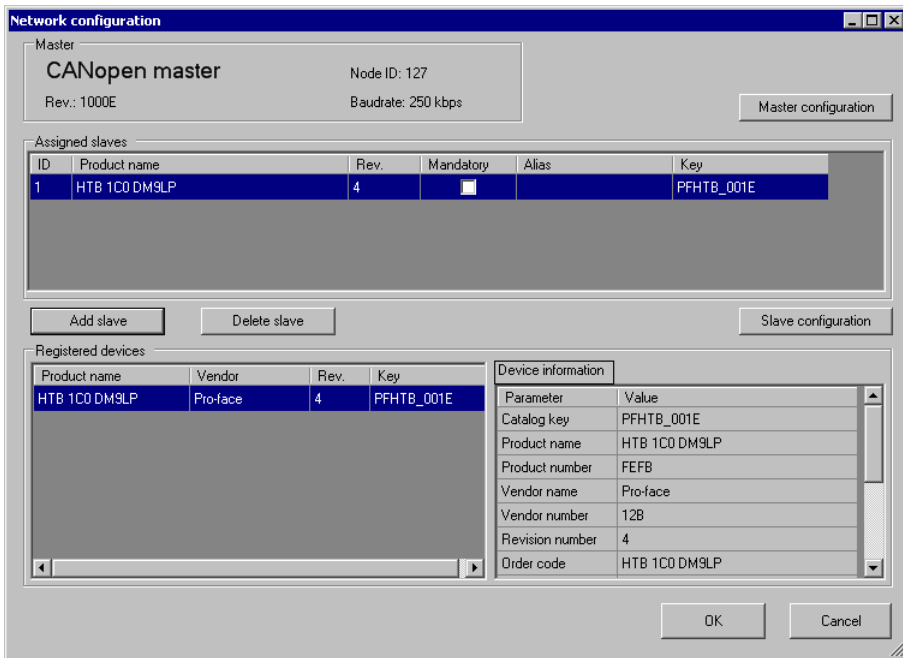 Network configuration
Master
CANopen master
Node ID: 127
Rev.: 1000E
Baudrate: 250 kbps
Master configuration
Assigned slaves
ID Product name Rev. Mandatory Alias Key
1 HTB 1C0 DM9LP 4 PFHTB_001E
Add slave
Delete slave
Slave configuration
Registered devices
Product name Vendor Rev. Key
HTB 1C0 DM9LP Pro-face 4 PFHTB_001E
Device information
Parameter Value
Catalog key PFHTB_001E
Product name HTB 1C0 DM9LP
Product number FEFB
Vendor name Pro-face
Vendor number 12B
Revision number 4
Order code HTB 1C0 DM9LP
OK
Cancel